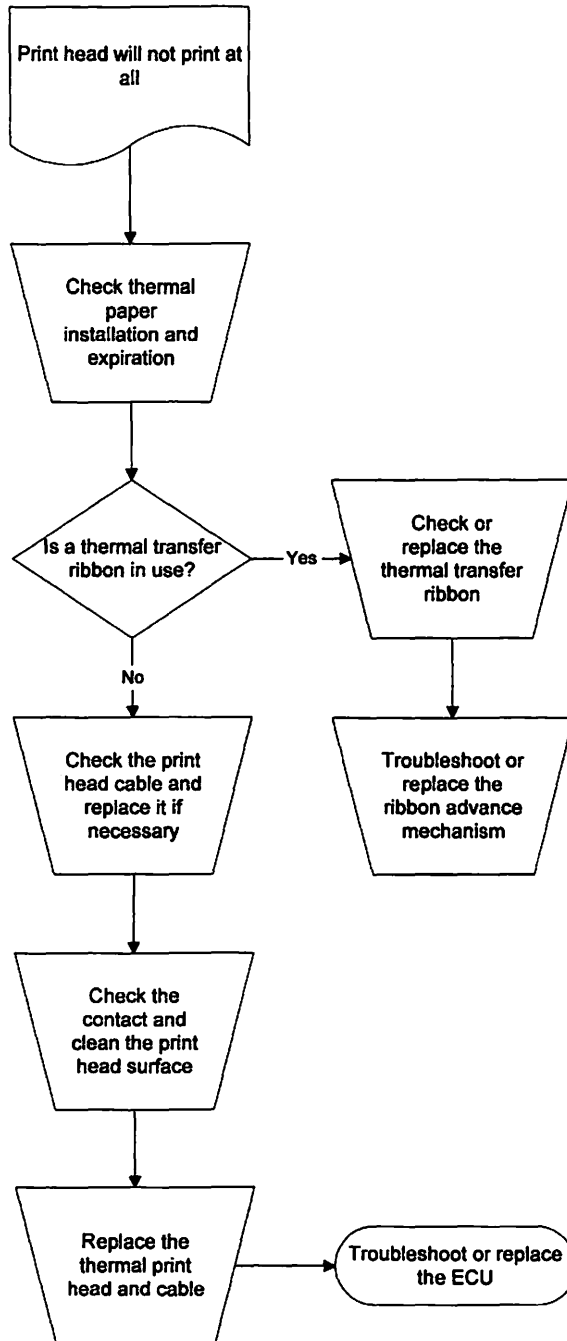 Print head will not print at
all
Check thermal
paper
installation and
expiration
Is a thermal transfer
ribbon in use?
Yes
Check or
replace the
thermal transfer
ribbon
No
Check the print
head cable and
replace it if
necessary
Troubleshoot or
replace the
ribbon advance
mechanism
Check the
contact and
clean the print
head surface
Replace the
thermal print
head and cable
Troubleshoot or replace
the ECU